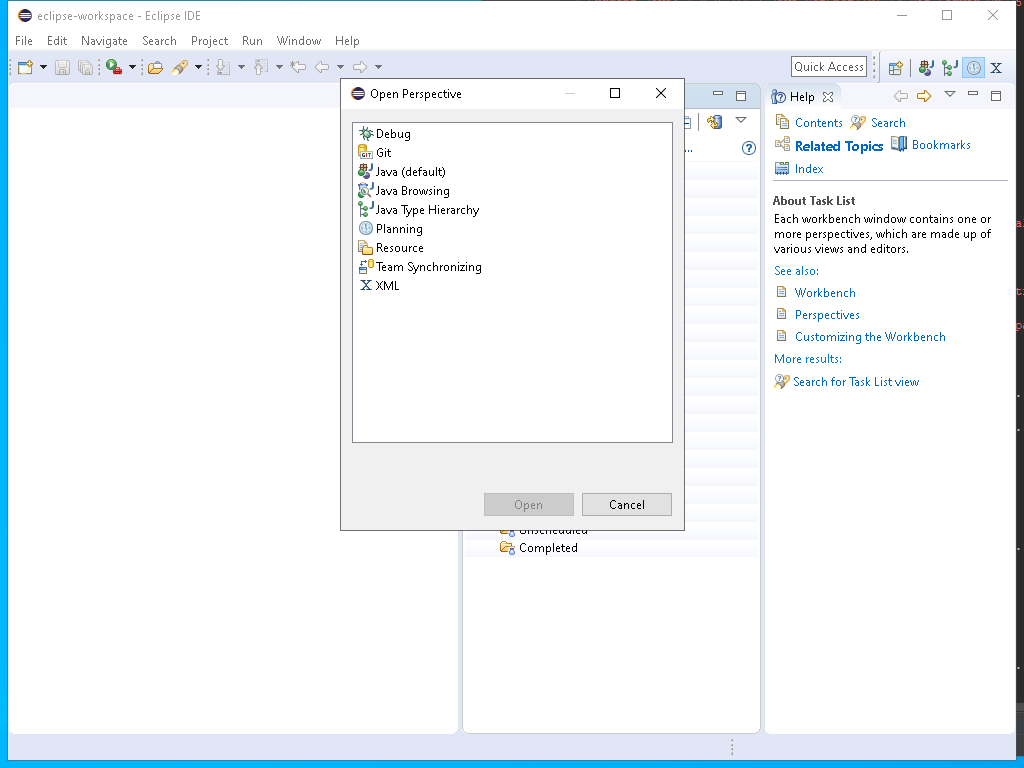 eclipse-workspace - Eclipse IDE
File Edit Navigate Search Project Run Window Help
Quick Access
Open Perspective
Debug
Git
Java (default)
Java Browsing
Java Type Hierarchy
Planning
Resource
Team Synchronizing
XML
Open Cancel
...
Unscheduled
Completed
Help
Contents Search
Related Topics Bookmarks
Index
About Task List
Each workbench window contains one or
more perspectives, which are made up of
various views and editors.
See also:
Workbench
Perspectives
Customizing the Workbench
More results:
Search for Task List view